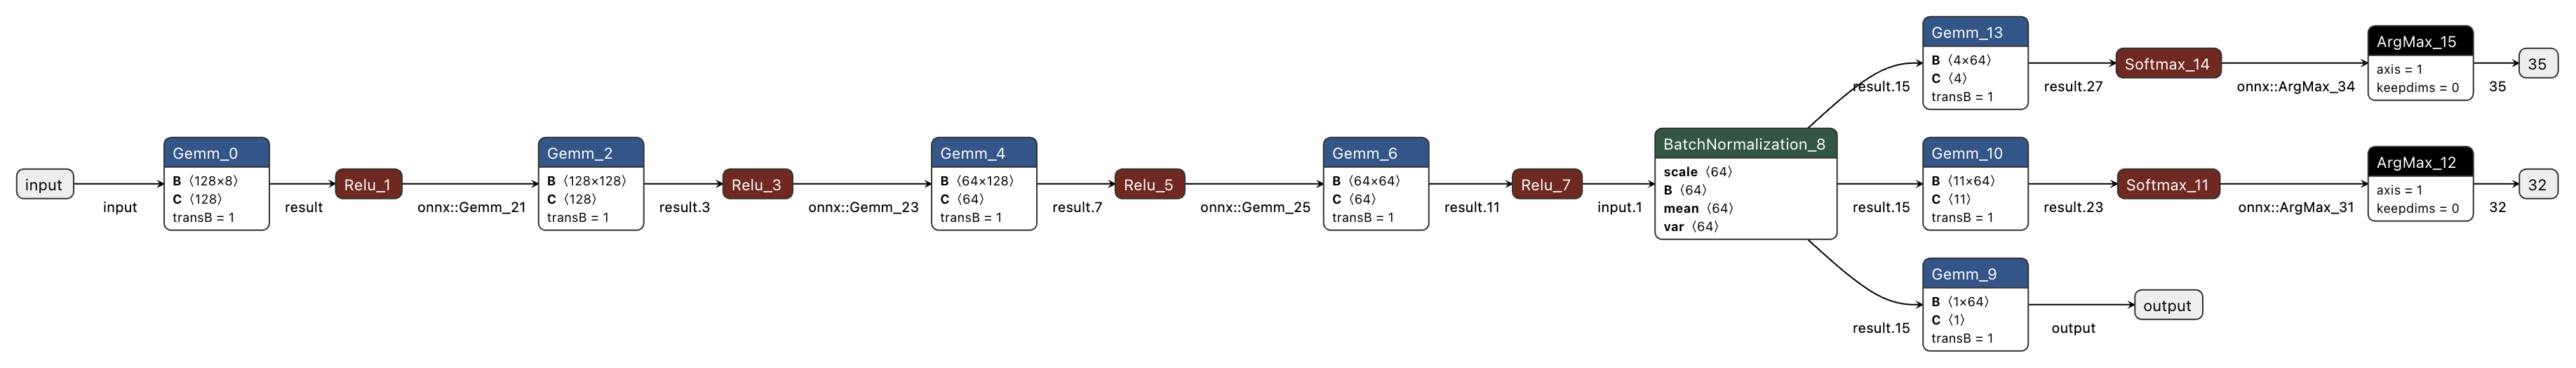 input
input
Gemm_0
B ⟨128×8⟩
C ⟨128⟩
transB = 1
result
Relu_1
onnx::Gemm_21
Gemm_2
B ⟨128×128⟩
C ⟨128⟩
transB = 1
result.3
Relu_3
onnx::Gemm_23
Gemm_4
B ⟨64×128⟩
C ⟨64⟩
transB = 1
result.7
Relu_5
onnx::Gemm_25
Gemm_6
B ⟨64×64⟩
C ⟨64⟩
transB = 1
result.11
Relu_7
input.1
BatchNormalization_8
scale ⟨64⟩
B ⟨64⟩
mean ⟨64⟩
var ⟨64⟩
result.15
Gemm_13
B ⟨4×64⟩
C ⟨4⟩
transB = 1
result.27
Softmax_14
onnx::ArgMax_34
ArgMax_15
axis = 1
keepdims = 0
35
35
result.15
Gemm_10
B ⟨11×64⟩
C ⟨11⟩
transB = 1
result.23
Softmax_11
onnx::ArgMax_31
ArgMax_12
axis = 1
keepdims = 0
32
32
result.15
Gemm_9
B ⟨1×64⟩
C ⟨1⟩
transB = 1
output
output